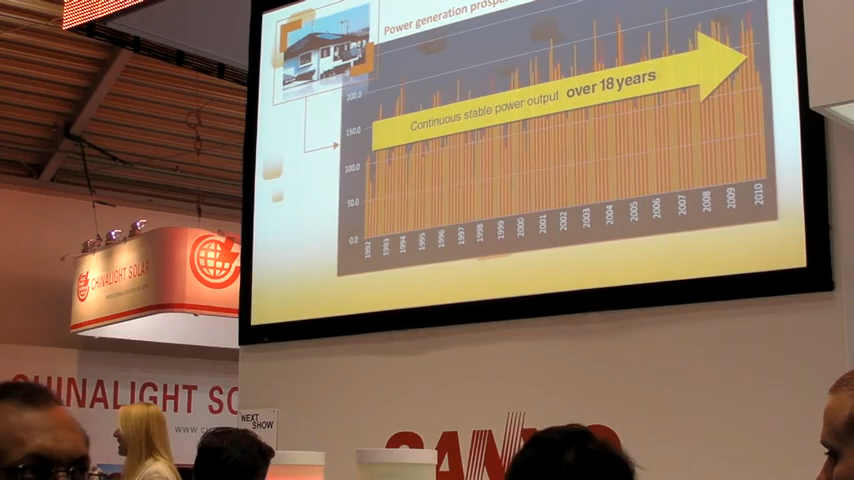 Power generation
Continuous stable power output over 18 years
200.0
150.0
100.0
50.0
0.0
1992 1993 1994 1995 1996 1997 1998 1999 2000 2001 2002 2003 2004 2005 2006 2007 2008 2009 2010
CHINALIGHT SOLAR
CHINALIGHT SO
WWW.
NEXT
SHOW